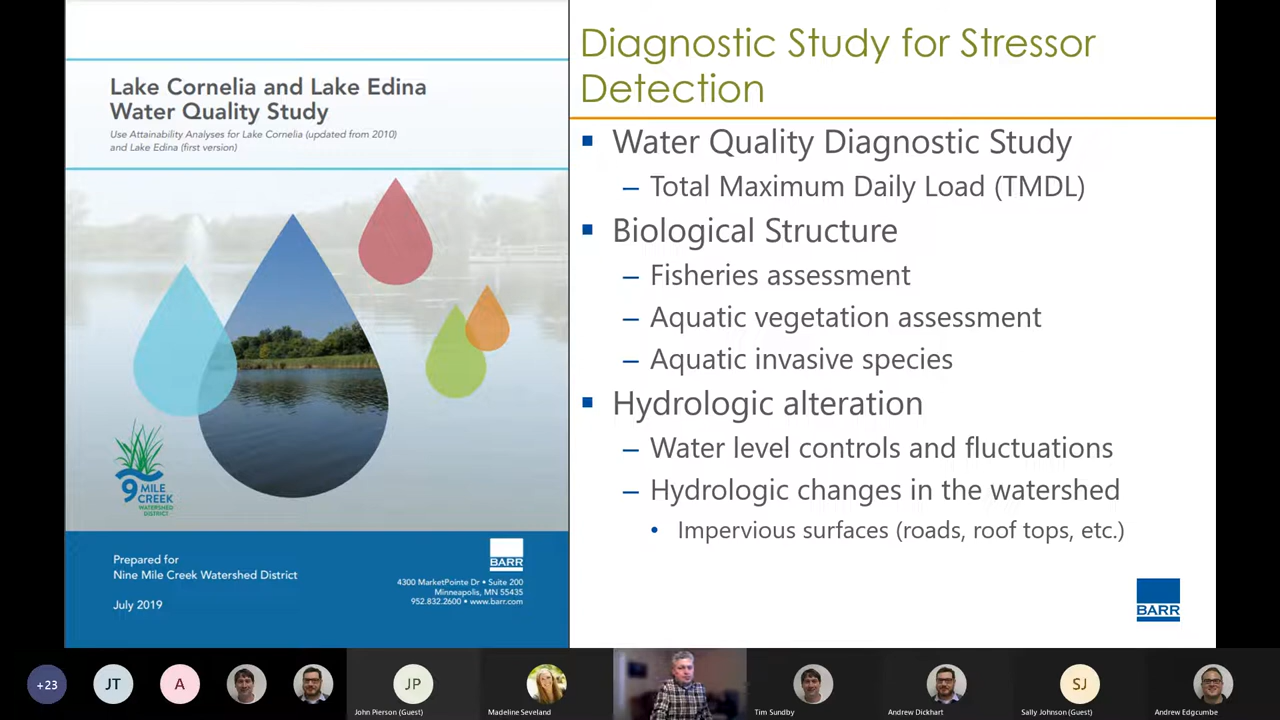 Lake Cornelia and Lake Edina
Water Quality Study
Use Attainability Analyses for Lake Cornelia (updated from 2010)
and Lake Edina (first version)
9 MILE
CREEK
WATERSHED
DISTRICT
Prepared for
Nine Mile Creek Watershed District
July 2019
BARR
4300 MarketPointe Dr • Suite 200
Minneapolis, MN 55435
952.832.2600 • www.barr.com
Diagnostic Study for Stressor
Detection
▪ Water Quality Diagnostic Study
– Total Maximum Daily Load (TMDL)
▪ Biological Structure
– Fisheries assessment
– Aquatic vegetation assessment
– Aquatic invasive species
▪ Hydrologic alteration
– Water level controls and fluctuations
– Hydrologic changes in the watershed
• Impervious surfaces (roads, roof tops, etc.)
BARR
+23
JT
A
JP
John Pierson (Guest)
Madeline Seveland
Tim Sundby
Andrew Dickhart
SJ
Sally Johnson (Guest)
Andrew Edgcumbe